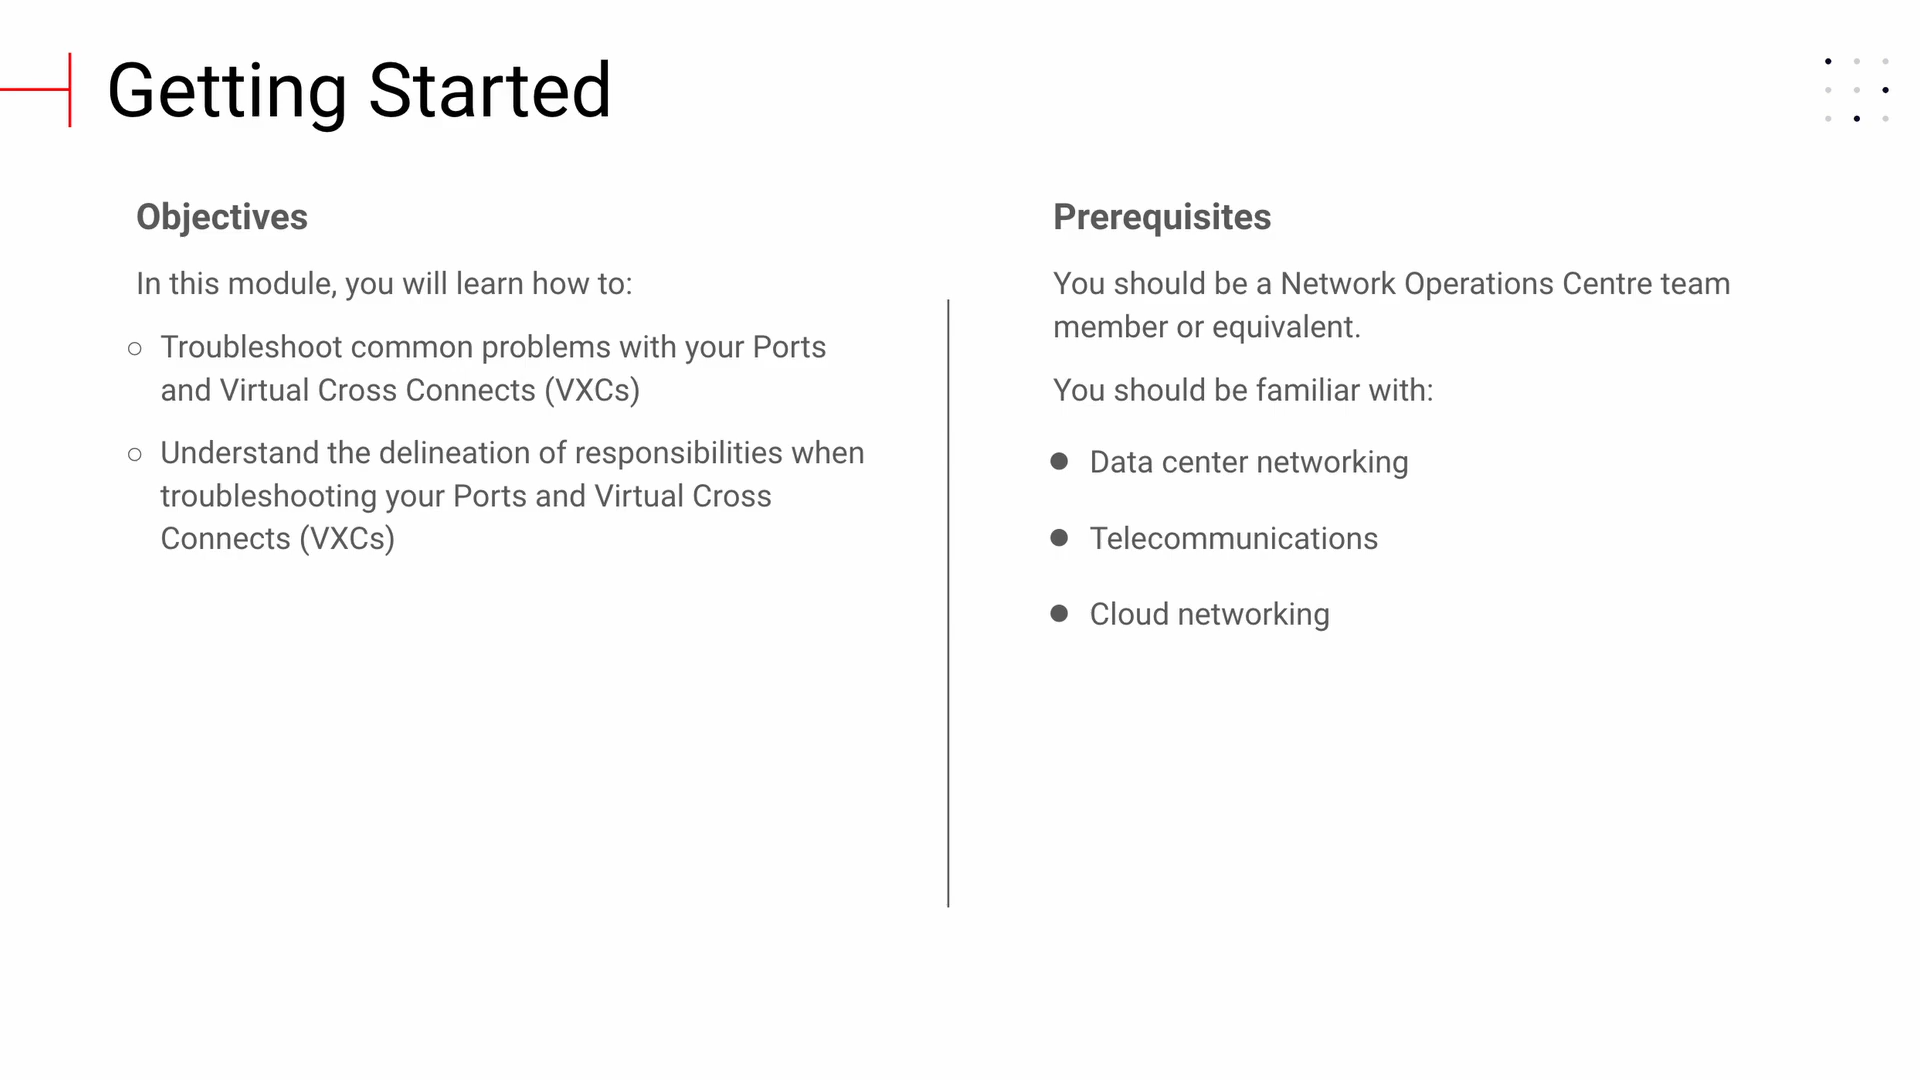 Getting Started
Objectives
In this module, you will learn how to:
○ Troubleshoot common problems with your Ports
and Virtual Cross Connects (VXCs)
○ Understand the delineation of responsibilities when
troubleshooting your Ports and Virtual Cross
Connects (VXCs)
Prerequisites
You should be a Network Operations Centre team
member or equivalent.
You should be familiar with:
● Data center networking
● Telecommunications
● Cloud networking